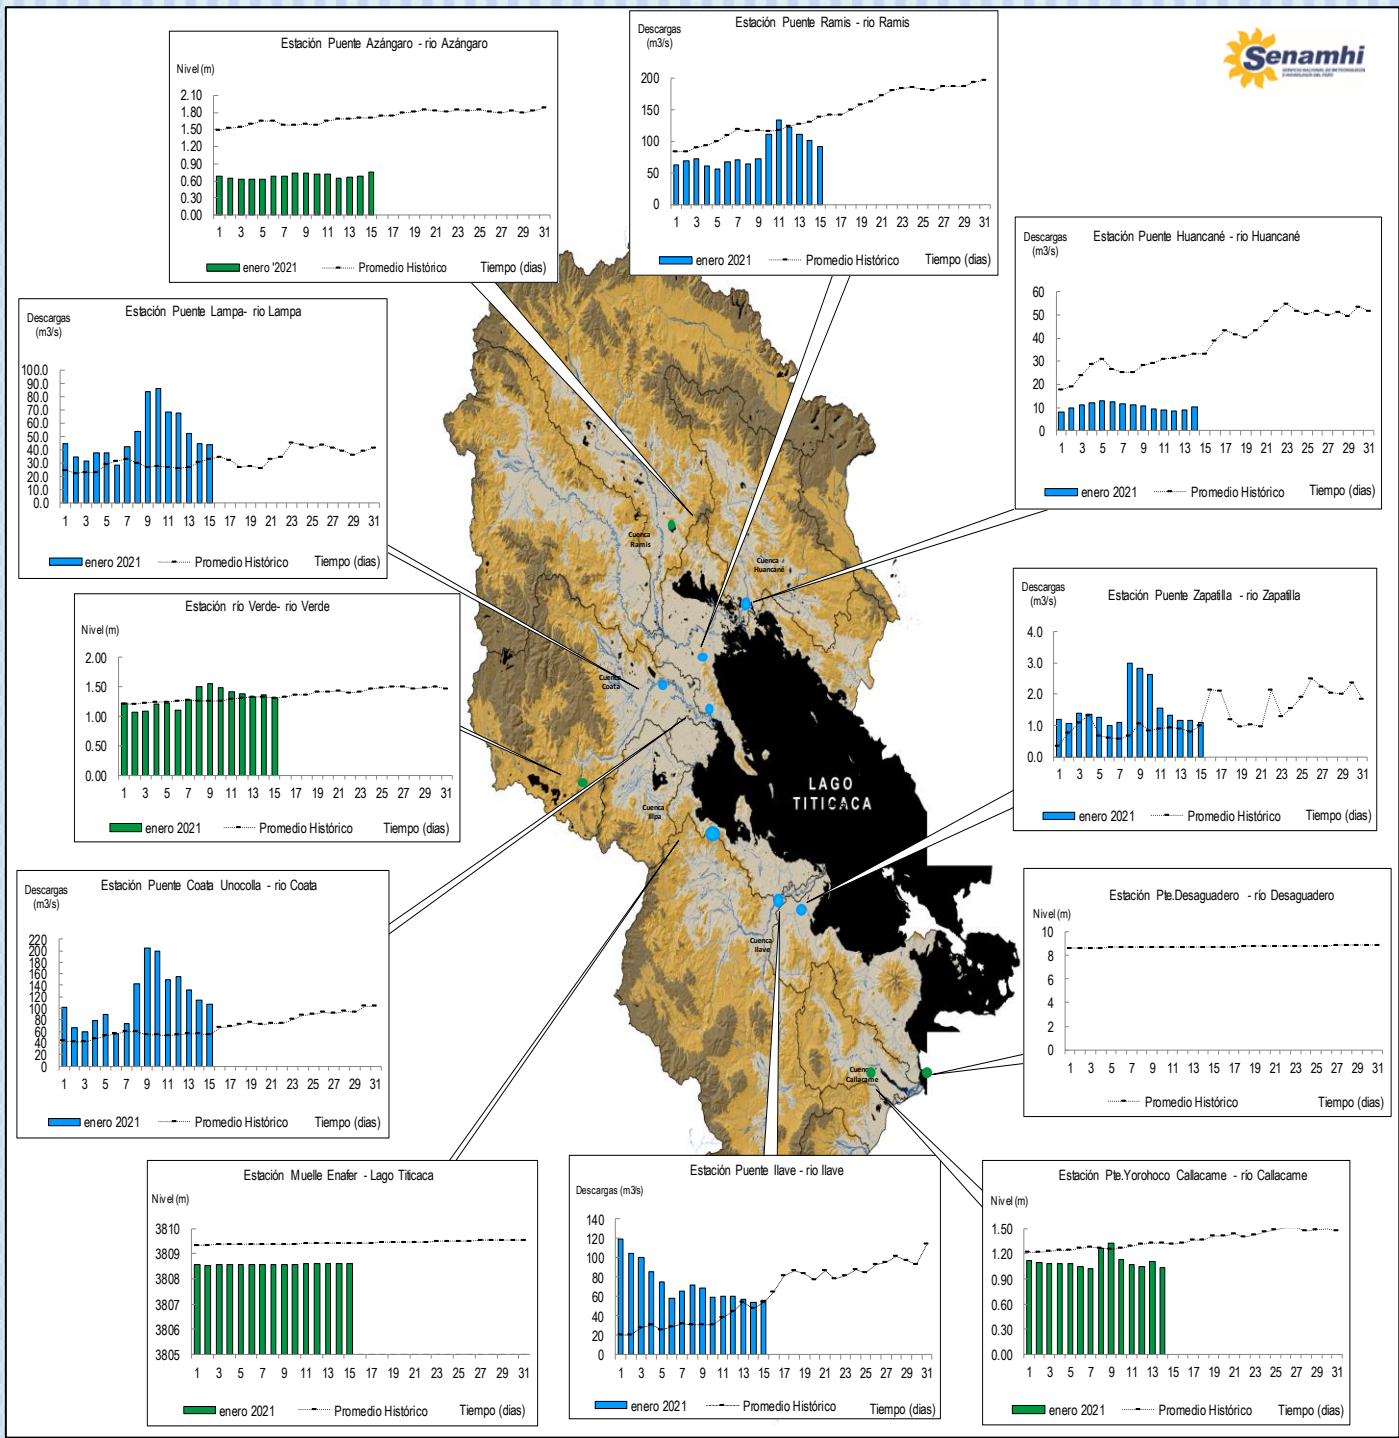 Senamhi
SERVICIO NACIONAL DE METEOROLOGÍA
E HIDROLOGÍA DEL PERÚ
Estación Puente Azángaro - rio Azángaro
Nivel (m)
2.10
1.80
1.50
1.20
0.90
0.60
0.30
0.00
1 3 5 7 9 11 13 15 17 19 21 23 25 27 29 31
enero '2021 Promedio Histórico Tiempo (dias)
Estación Puente Ramis - rio Ramis
Descargas
(m3/s)
200
150
100
50
0
1 3 5 7 9 11 13 15 17 19 21 23 25 27 29 31
enero 2021 Promedio Histórico Tiempo (dias)
Estación Puente Huancané - rio Huancané
Descargas
(m3/s)
60
50
40
30
20
10
0
1 3 5 7 9 11 13 15 17 19 21 23 25 27 29 31
enero 2021 Promedio Histórico Tiempo (dias)
Estación Puente Lampa- rio Lampa
Descargas
(m3/s)
100.0
90.0
80.0
70.0
60.0
50.0
40.0
30.0
20.0
10.0
0.0
1 3 5 7 9 11 13 15 17 19 21 23 25 27 29 31
enero 2021 Promedio Histórico Tiempo (dias)
Cuenca
Ramis
Cuenca
Huancané
Cuenca
Coata
Cuenca
Illpa
LAGO
TITICACA
Cuenca
Ilave
Cuenca
Callacame
Estación río Verde- rio Verde
Nivel (m)
2.00
1.50
1.00
0.50
0.00
1 3 5 7 9 11 13 15 17 19 21 23 25 27 29 31
enero 2021 Promedio Histórico Tiempo (dias)
Estación Puente Zapatilla - rio Zapatilla
Descargas
(m3/s)
4.0
3.0
2.0
1.0
0.0
1 3 5 7 9 11 13 15 17 19 21 23 25 27 29 31
enero 2021 Promedio Histórico Tiempo (dias)
Estación Puente Coata Unocolla - rio Coata
Descargas
(m3/s)
220
200
180
160
140
120
100
80
60
40
20
0
1 3 5 7 9 11 13 15 17 19 21 23 25 27 29 31
enero 2021 Promedio Histórico Tiempo (dias)
Estación Pte.Desaguadero - río Desaguadero
Nivel (m)
10
8
6
4
2
0
1 3 5 7 9 11 13 15 17 19 21 23 25 27 29 31
Promedio Histórico Tiempo (dias)
Estación Muelle Enafer - Lago Titicaca
Nivel (m)
3810
3809
3808
3807
3806
3805
1 3 5 7 9 11 13 15 17 19 21 23 25 27 29 31
enero 2021 Promedio Histórico Tiempo (dias)
Estación Puente Ilave - rio Ilave
Descargas (m3/s)
140
120
100
80
60
40
20
0
1 3 5 7 9 11 13 15 17 19 21 23 25 27 29 31
enero 2021 Promedio Histórico Tiempo (dias)
Estación Pte.Yorohoco Callacame - río Callacame
Nivel (m)
1.50
1.20
0.90
0.60
0.30
0.00
1 3 5 7 9 11 13 15 17 19 21 23 25 27 29 31
enero 2021 Promedio Histórico Tiempo (dias)